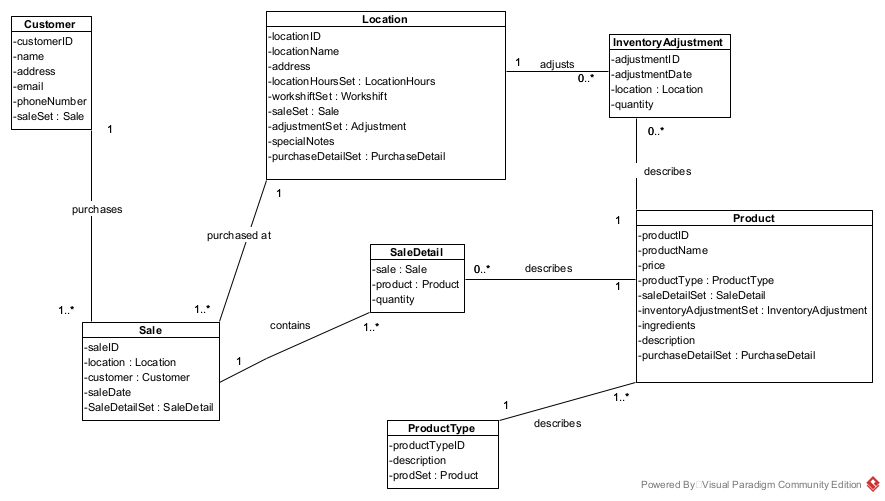 Customer
-customerID
-name
-address
-email
-phoneNumber
-saleSet : Sale
Location
-locationID
-locationName
-address
-locationHoursSet : LocationHours
-workshiftSet : Workshift
-saleSet : Sale
-adjustmentSet : Adjustment
-specialNotes
-purchaseDetailSet : PurchaseDetail
1
adjusts
0..*
InventoryAdjustment
-adjustmentID
-adjustmentDate
-location : Location
-quantity
1
purchases
1..*
1
purchased at
1..*
0..*
describes
1
SaleDetail
-sale : Sale
-product : Product
-quantity
0..*
describes
1
Product
-productID
-productName
-price
-productType : ProductType
-saleDetailSet : SaleDetail
-inventoryAdjustmentSet : InventoryAdjustment
-ingredients
-description
-purchaseDetailSet : PurchaseDetail
Sale
-saleID
-location : Location
-customer : Customer
-saleDate
-SaleDetailSet : SaleDetail
1
contains
1..*
1
describes
1..*
ProductType
-productTypeID
-description
-prodSet : Product
Powered By Visual Paradigm Community Edition